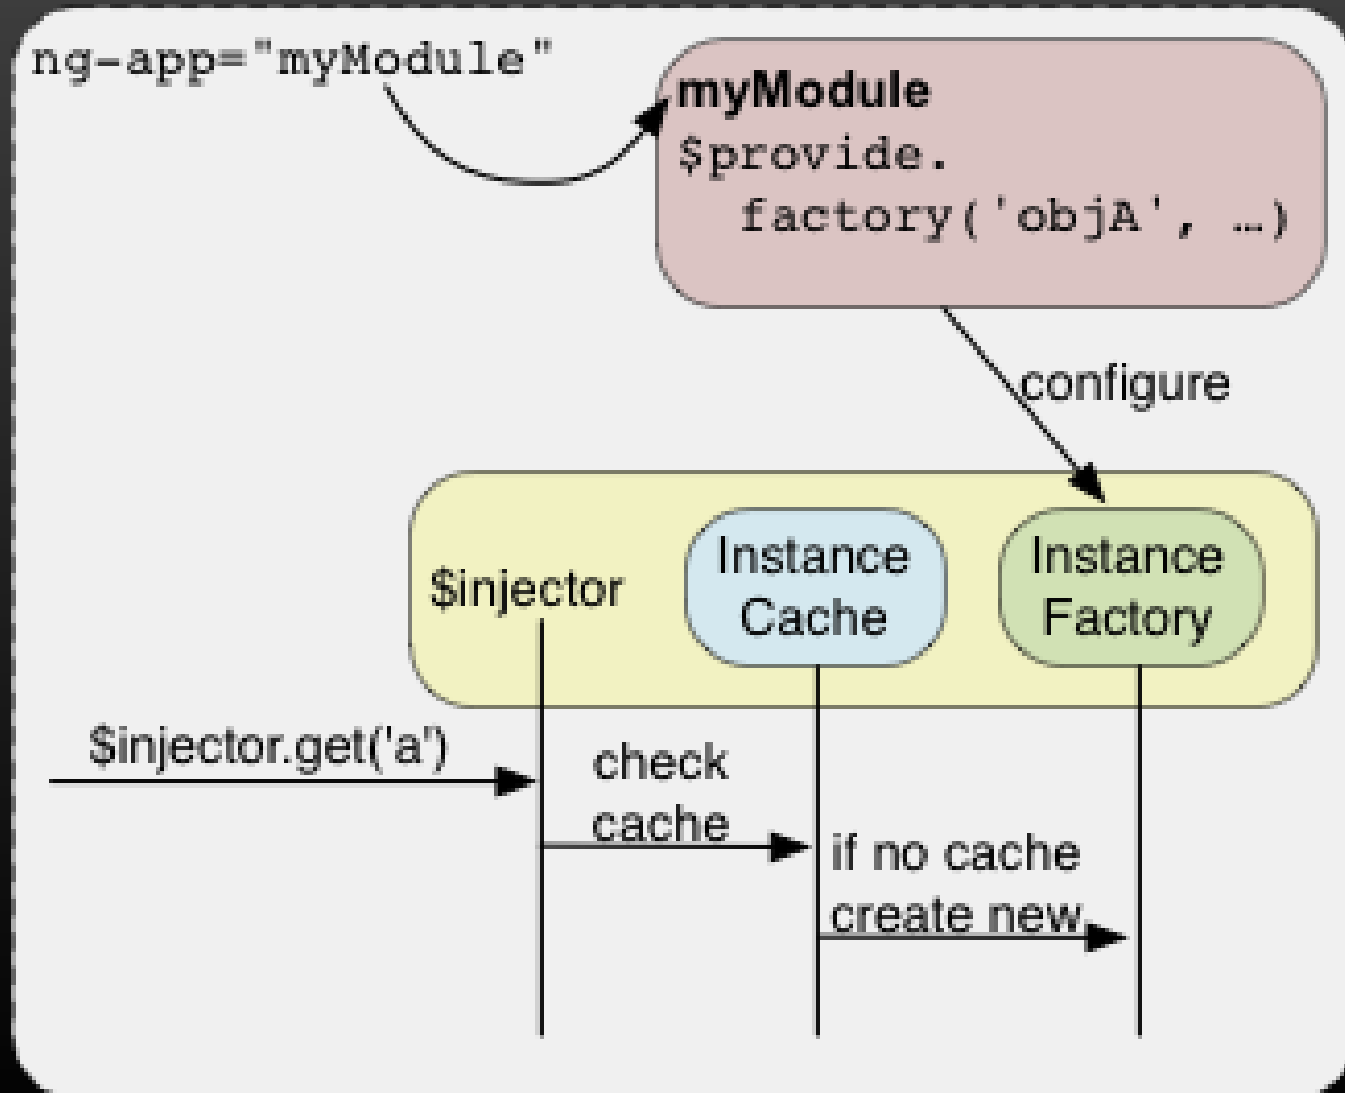 ng-app="myModule"
myModule
$provide.
factory('objA', …)
configure
$injector
Instance
Cache
Instance
Factory
$injector.get('a')
check
cache
if no cache
create new